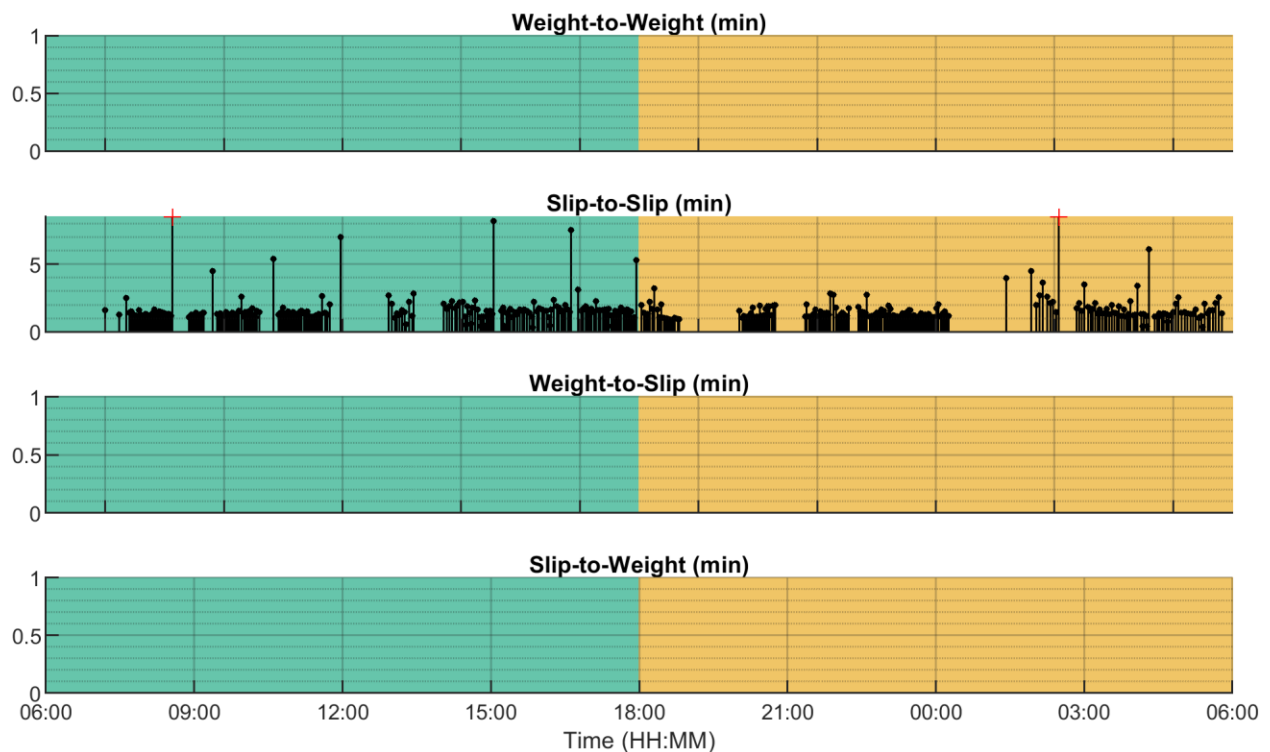 Weight-to-Weight (min)
1
0.5
0
Slip-to-Slip (min)
5
0
Weight-to-Slip (min)
1
0.5
0
Slip-to-Weight (min)
1
0.5
0
06:00 09:00 12:00 15:00 18:00 21:00 00:00 03:00 06:00
Time (HH:MM)